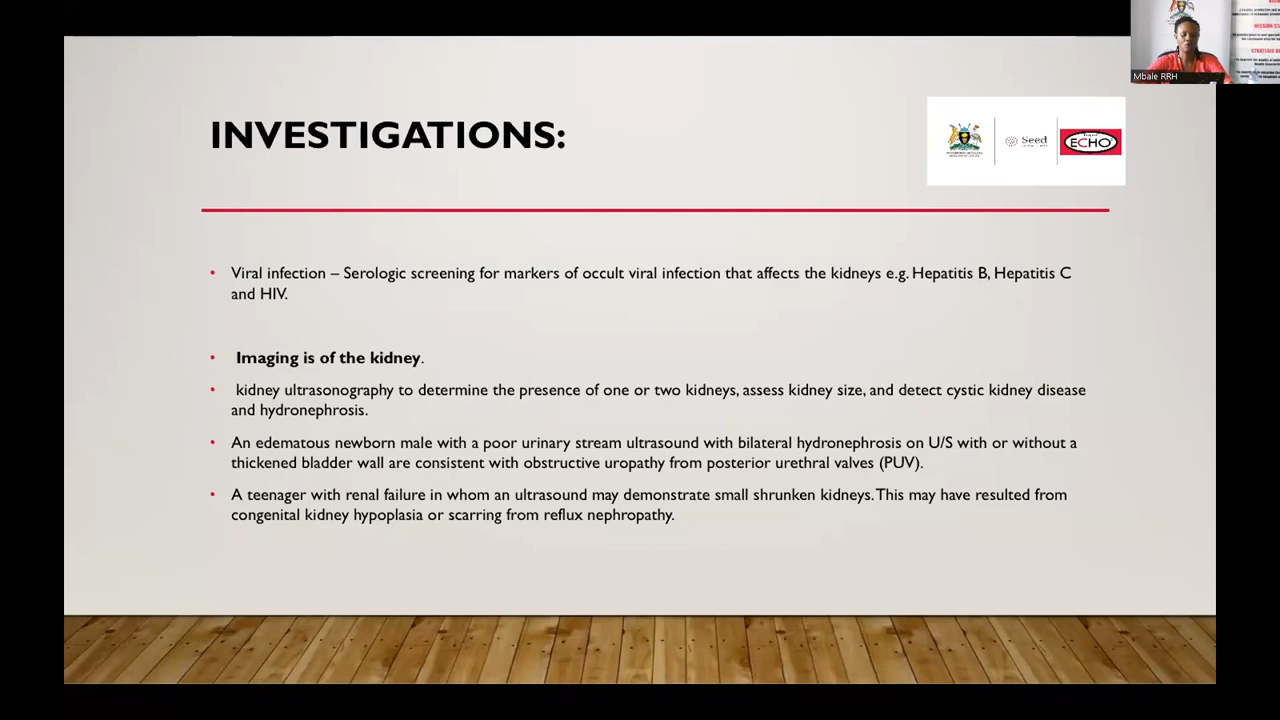 INVESTIGATIONS:
Seed
ECHO
Mbale RRH
• Viral infection – Serologic screening for markers of occult viral infection that affects the kidneys e.g. Hepatitis B, Hepatitis C
and HIV.
• Imaging is of the kidney.
• kidney ultrasonography to determine the presence of one or two kidneys, assess kidney size, and detect cystic kidney disease
and hydronephrosis.
• An edematous newborn male with a poor urinary stream ultrasound with bilateral hydronephrosis on U/S with or without a
thickened bladder wall are consistent with obstructive uropathy from posterior urethral valves (PUV).
• A teenager with renal failure in whom an ultrasound may demonstrate small shrunken kidneys. This may have resulted from
congenital kidney hypoplasia or scarring from reflux nephropathy.